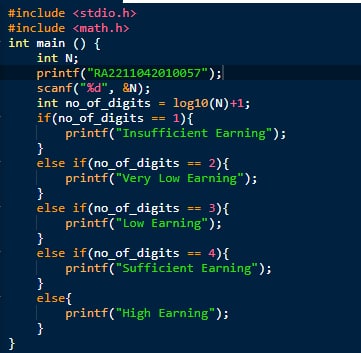 #include <stdio.h>
#include <math.h>
int main () {
    int N;
    printf("RA2211042010057");
    scanf("%d", &N);
    int no_of_digits = log10(N)+1;
    if(no_of_digits == 1){
        printf("Insufficient Earning");
    }
    else if(no_of_digits == 2){
        printf("Very Low Earning");
    }
    else if(no_of_digits == 3){
        printf("Low Earning");
    }
    else if(no_of_digits == 4){
        printf("Sufficient Earning");
    }
    else{
        printf("High Earning");
    }
}